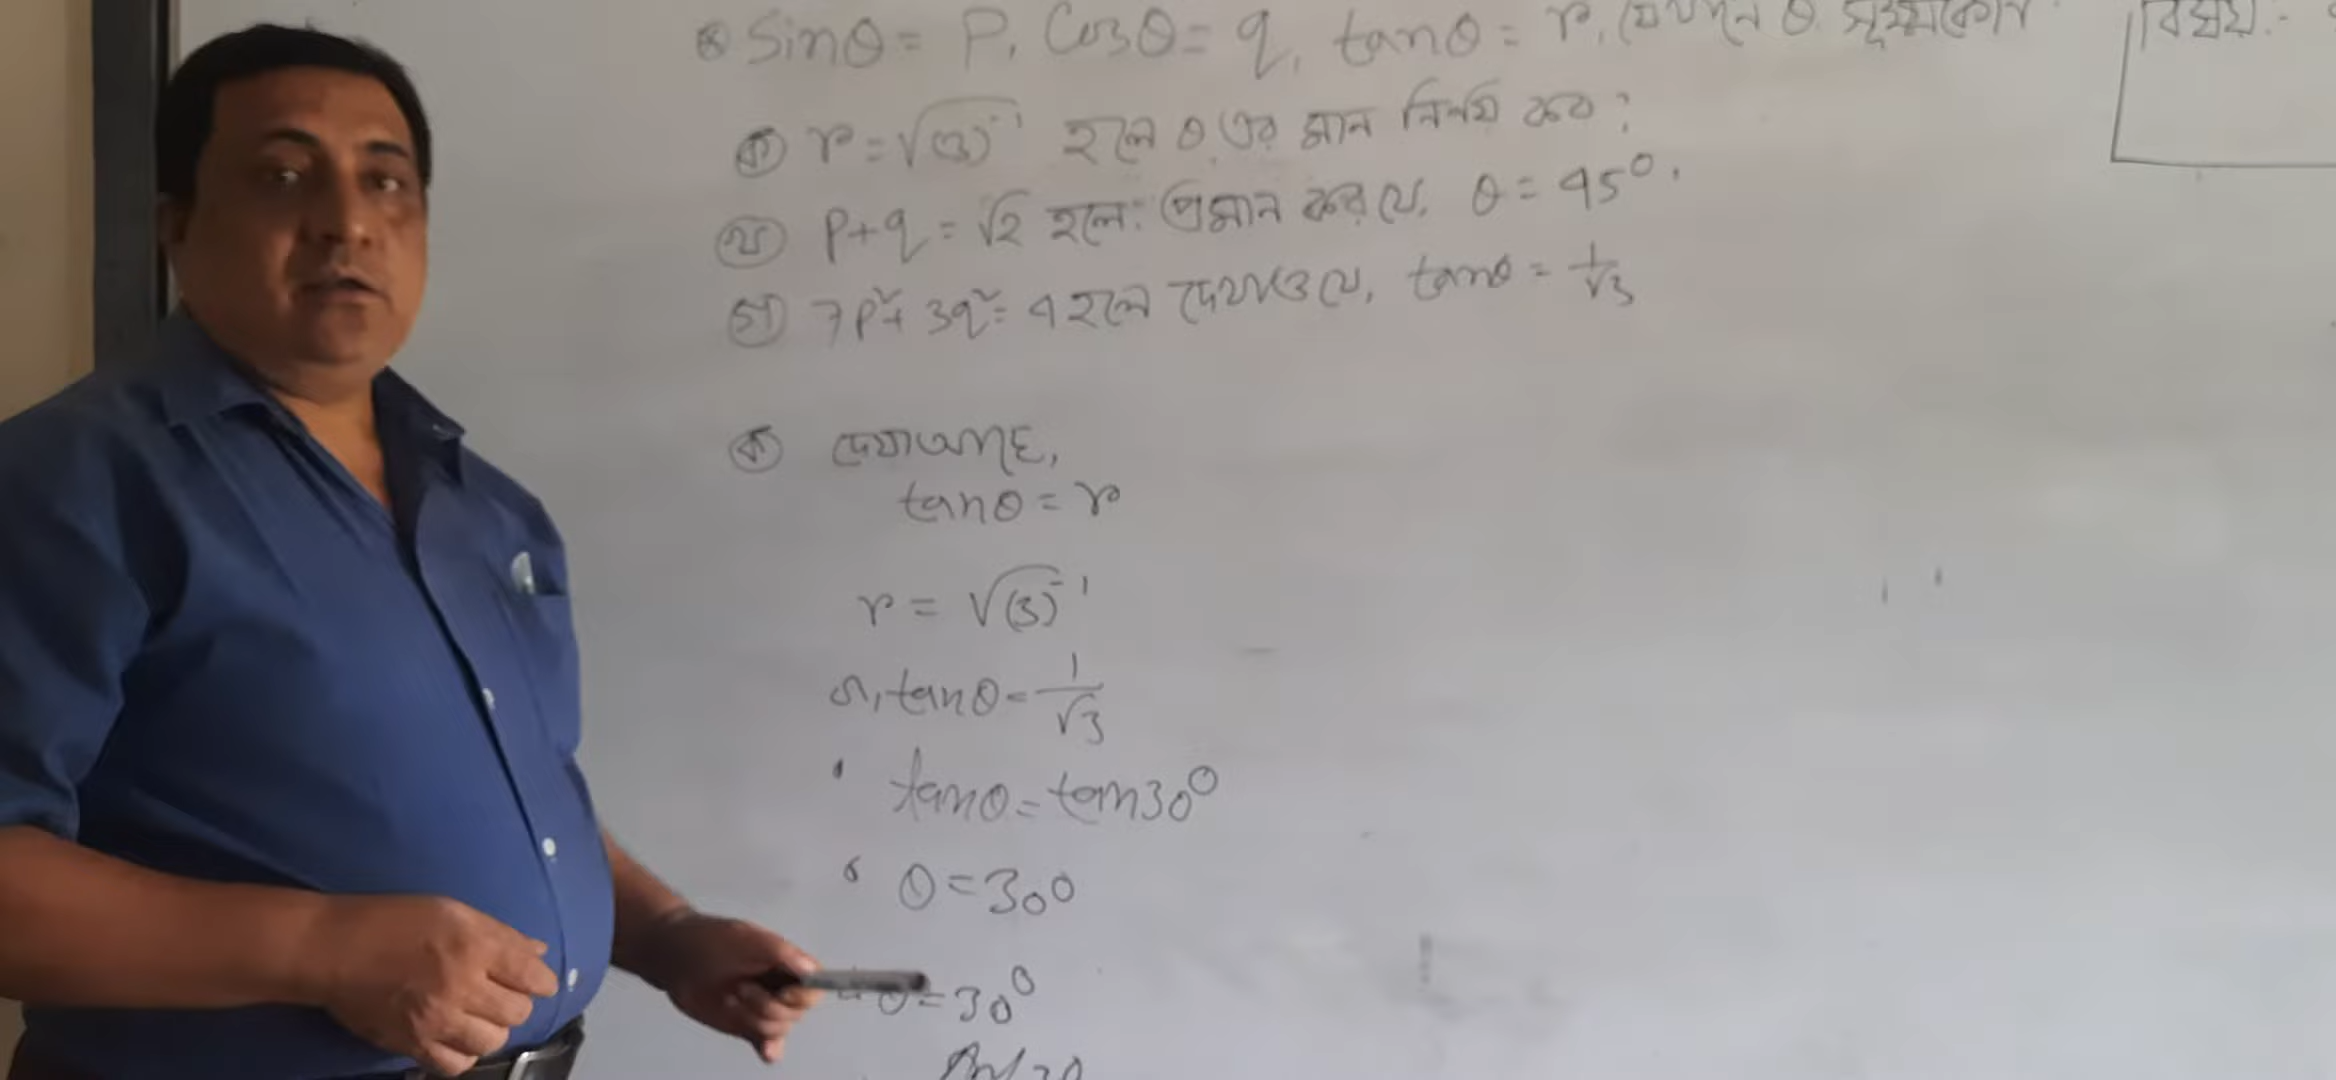 Sinθ = P, Cosθ = q, tanθ = r, যেখানে θ সূক্ষ্মকোণ
বিষয়:-
ক r = √(3)⁻¹ হলে θ এর মান নির্ণয় কর ?
খ P+q = √2 হলে: প্রমান কর যে, θ = 45°.
গ 7p²+ 3q² = 4 হলে দেখাও যে, tanθ = 1/√3
ক দেয়া আছে,
tanθ = r
r = √(3)⁻¹
বা, tanθ = 1/√3
" tanθ = tan30°
" θ = 30°
θ = 30°